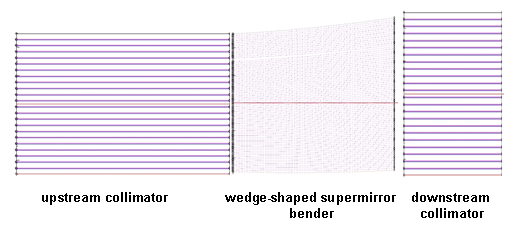 upstream collimator
wedge-shaped supermirror
bender
downstream
collimator